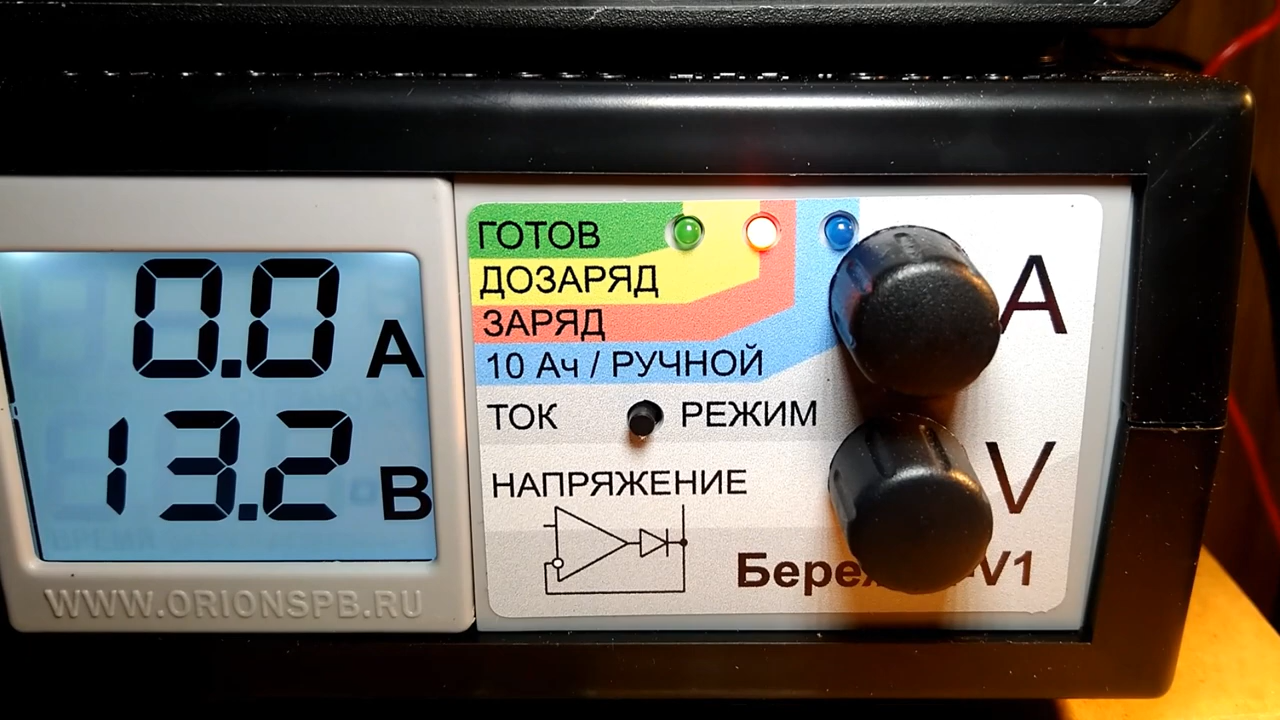 0.0 A
13.2 В
WWW.ORIONSPB.RU
ГОТОВ
ДОЗАРЯД
ЗАРЯД
10 Ач / РУЧНОЙ
ТОК РЕЖИМ
НАПРЯЖЕНИЕ
A
V